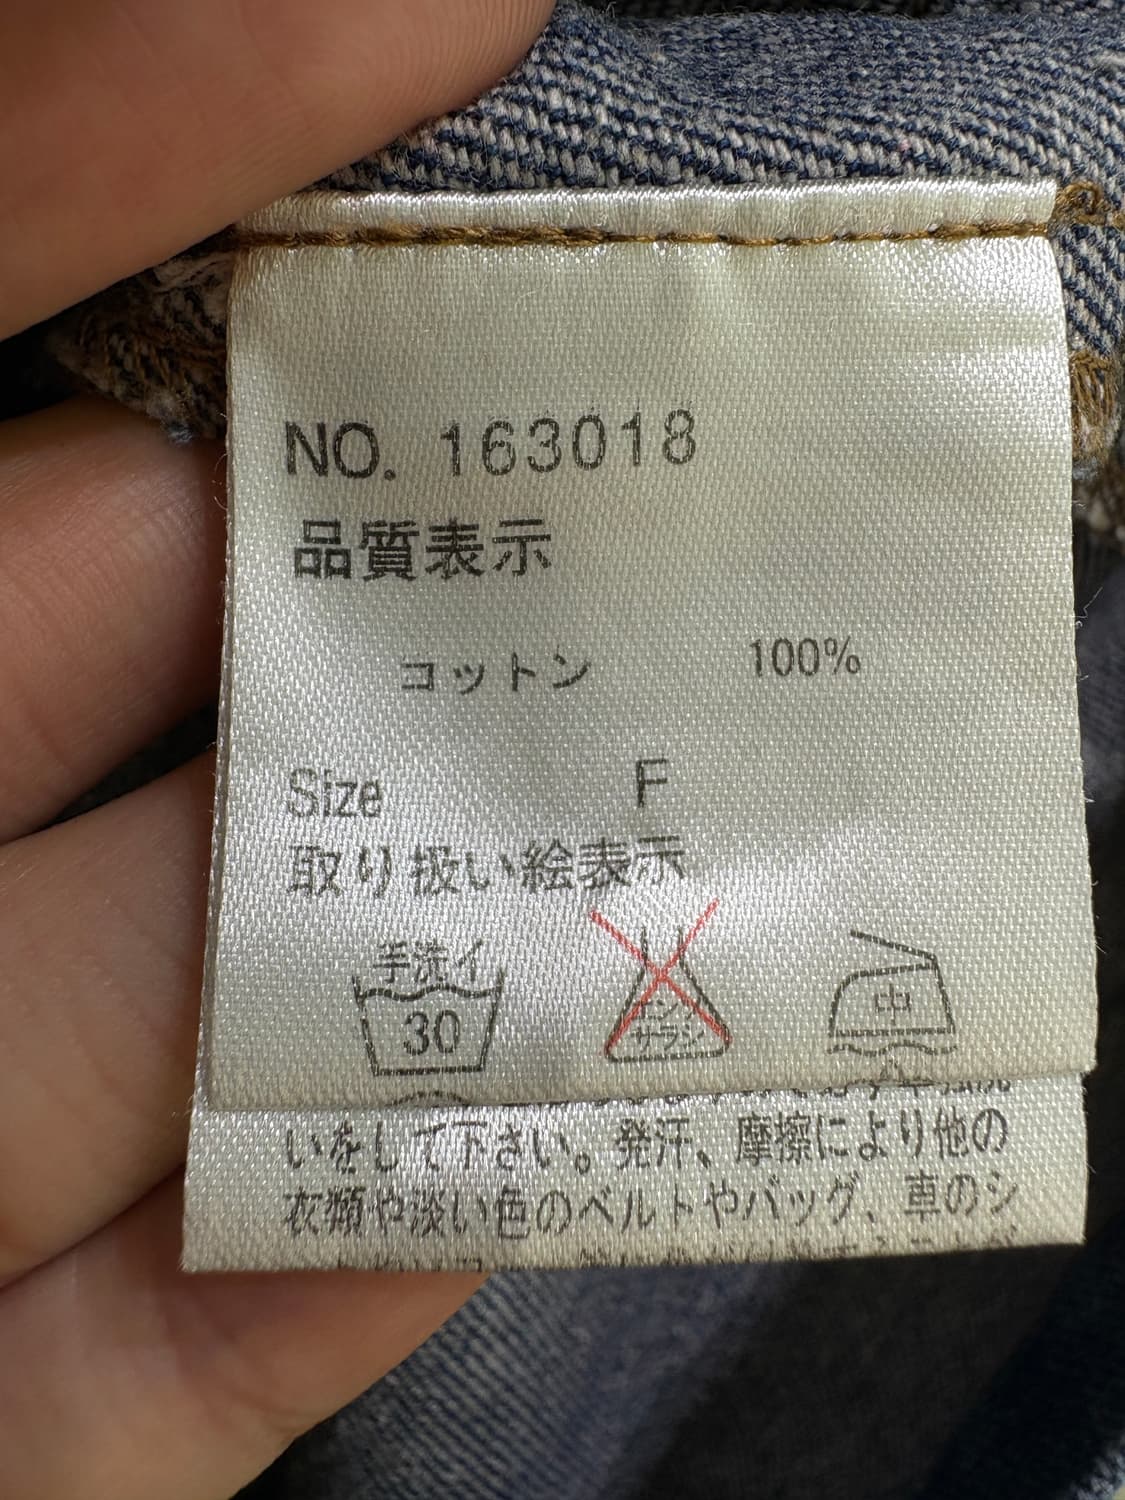 NO. 163018
品質表示
コットン 100%
Size F
取り扱い絵表示
手洗イ
30
エンソ
サラシ
中
いをして下さい。発汗、摩擦により他の
衣類や淡い色のベルトやバッグ、車のシ